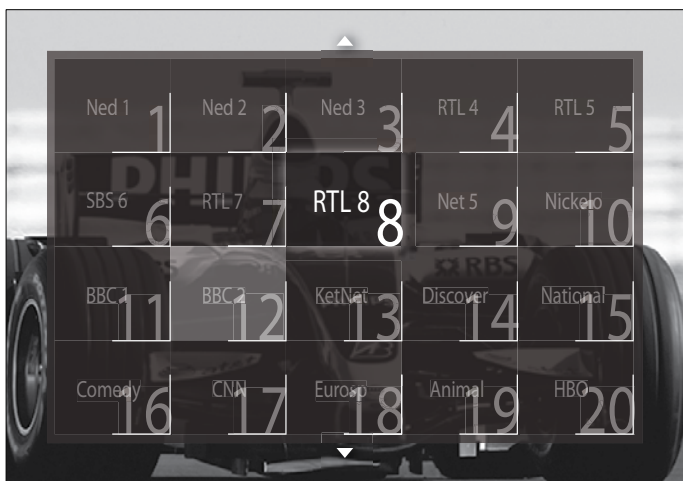 Ned 1 1 Ned 2 2 Ned 3 3 RTL 4 4 RTL 5 5
PHILIPS
SBS 6 6 RTL 7 7 RTL 8 8 Net 5 9 Nickelo 10
RBS
BBC 1 11 BBC 2 12 KetNet 13 Discover 14 National 15
Comedy 16 CNN 17 Eurosp 18 Animal 19 HBO 20